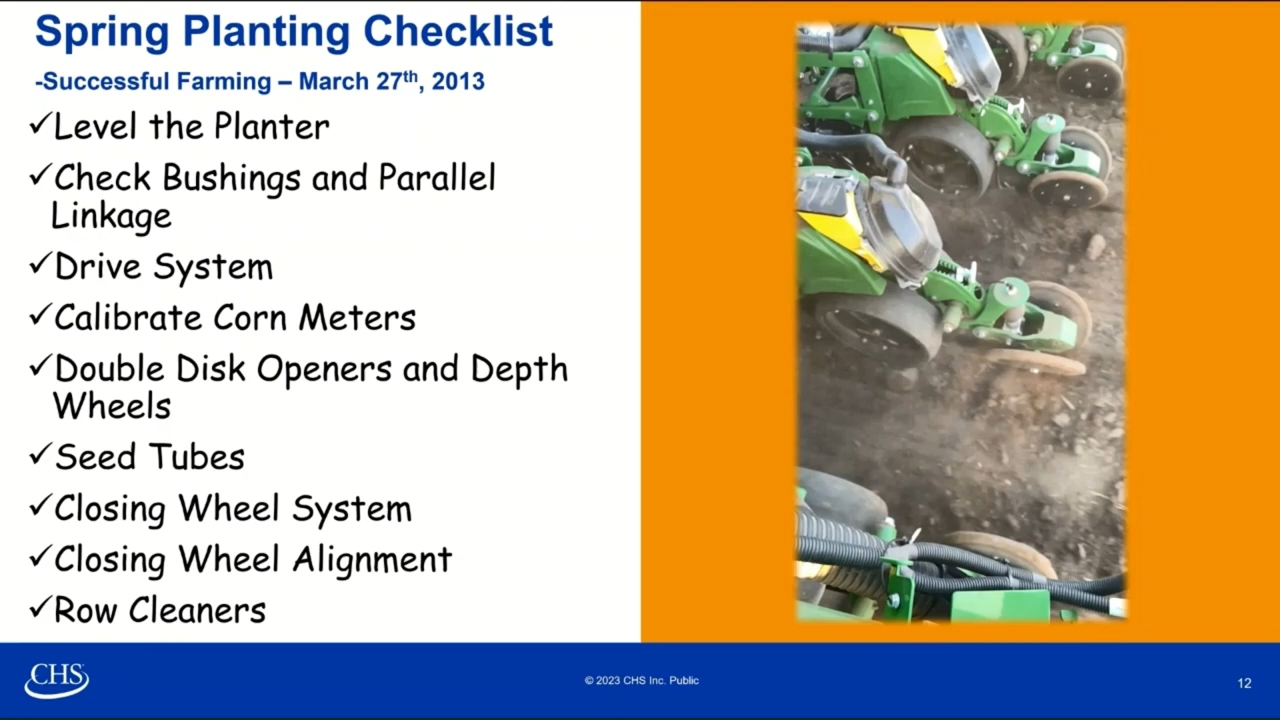 Spring Planting Checklist
-Successful Farming – March 27th, 2013
✓Level the Planter
✓Check Bushings and Parallel
Linkage
✓Drive System
✓Calibrate Corn Meters
✓Double Disk Openers and Depth
Wheels
✓Seed Tubes
✓Closing Wheel System
✓Closing Wheel Alignment
✓Row Cleaners
CHS
© 2023 CHS Inc. Public
12